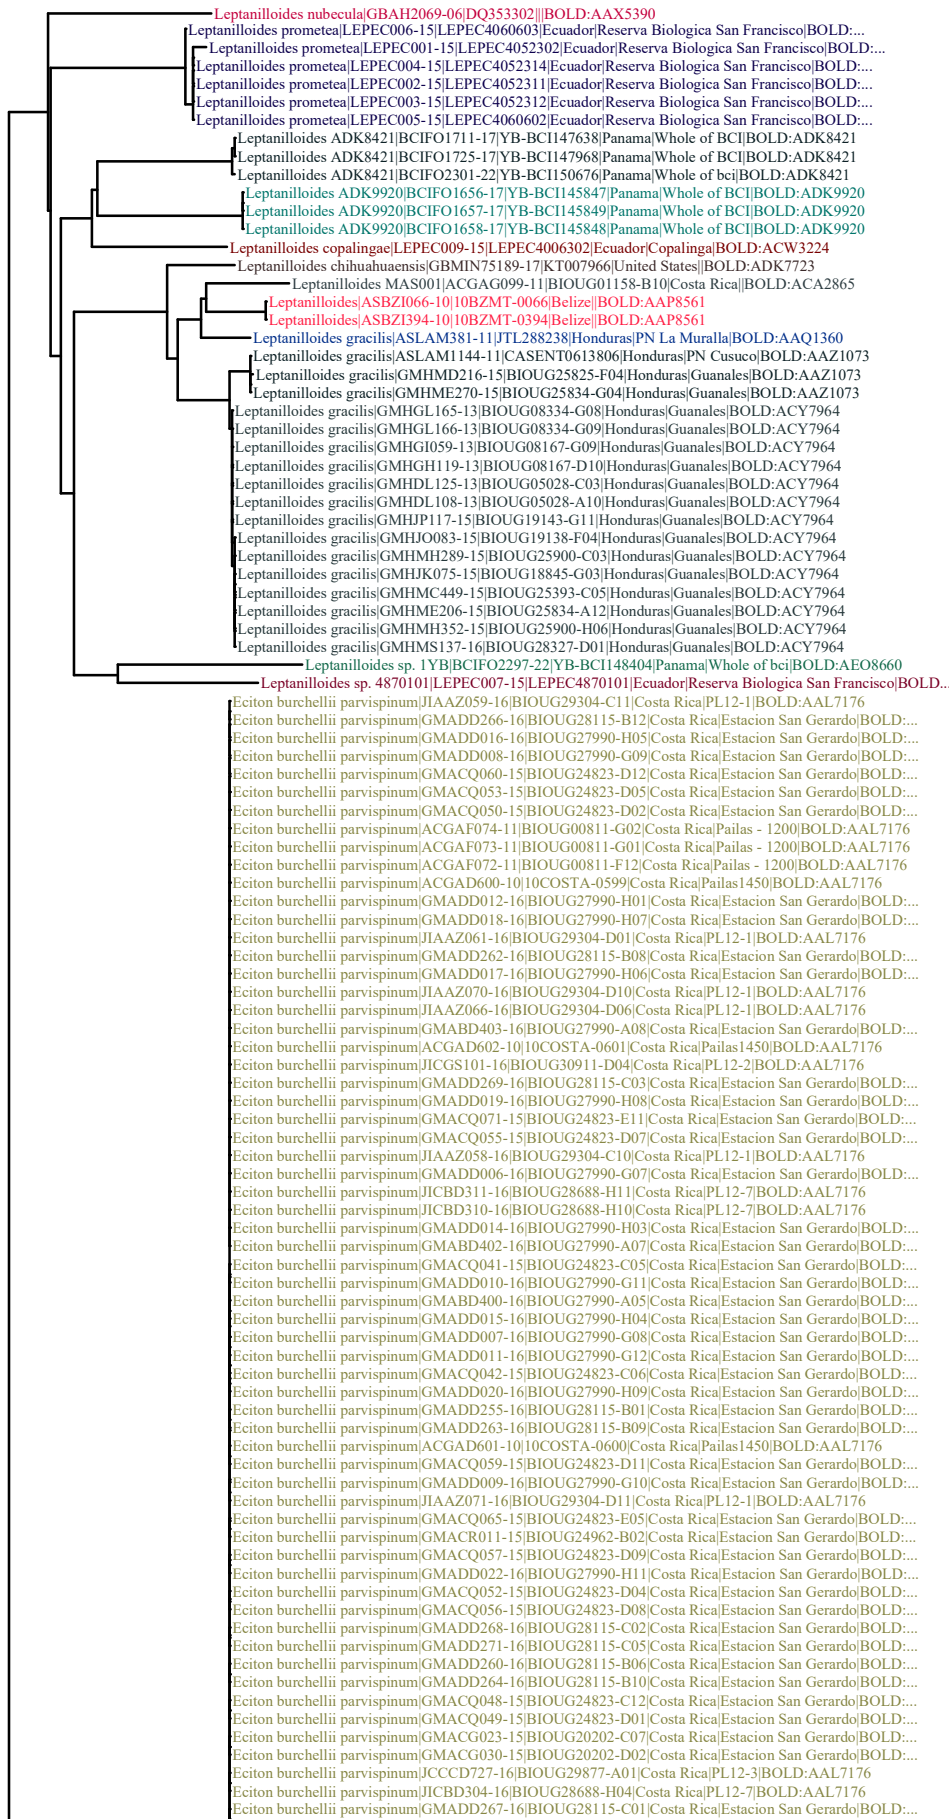 Leptanilloides nubecula|GBAH2069-06|DQ353302|||BOLD:AAX5390
Leptanilloides prometea|LEPEC006-15|LEPEC4060603|Ecuador|Reserva Biologica San Francisco|BOLD:...
Leptanilloides prometea|LEPEC001-15|LEPEC4052302|Ecuador|Reserva Biologica San Francisco|BOLD:...
Leptanilloides prometea|LEPEC004-15|LEPEC4052314|Ecuador|Reserva Biologica San Francisco|BOLD:...
Leptanilloides prometea|LEPEC002-15|LEPEC4052311|Ecuador|Reserva Biologica San Francisco|BOLD:...
Leptanilloides prometea|LEPEC003-15|LEPEC4052312|Ecuador|Reserva Biologica San Francisco|BOLD:...
Leptanilloides prometea|LEPEC005-15|LEPEC4060602|Ecuador|Reserva Biologica San Francisco|BOLD:...
Leptanilloides ADK8421|BCIFO1711-17|YB-BCI147638|Panama|Whole of BCI|BOLD:ADK8421
Leptanilloides ADK8421|BCIFO1725-17|YB-BCI147968|Panama|Whole of BCI|BOLD:ADK8421
Leptanilloides ADK8421|BCIFO2301-22|YB-BCI150676|Panama|Whole of bci|BOLD:ADK8421
Leptanilloides ADK9920|BCIFO1656-17|YB-BCI145847|Panama|Whole of BCI|BOLD:ADK9920
Leptanilloides ADK9920|BCIFO1657-17|YB-BCI145849|Panama|Whole of BCI|BOLD:ADK9920
Leptanilloides ADK9920|BCIFO1658-17|YB-BCI145848|Panama|Whole of BCI|BOLD:ADK9920
Leptanilloides copalingae|LEPEC009-15|LEPEC4006302|Ecuador|Copalinga|BOLD:ACW3224
Leptanilloides chihuahuaensis|GBMIN75189-17|KT007966|United States||BOLD:ADK7723
Leptanilloides MAS001|ACGAG099-11|BIOUG01158-B10|Costa Rica||BOLD:ACA2865
Leptanilloides|ASBZI066-10|10BZMT-0066|Belize||BOLD:AAP8561
Leptanilloides|ASBZI394-10|10BZMT-0394|Belize||BOLD:AAP8561
Leptanilloides gracilis|ASLAM381-11|JTL288238|Honduras|PN La Muralla|BOLD:AAQ1360
Leptanilloides gracilis|ASLAM1144-11|CASENT0613806|Honduras|PN Cusuco|BOLD:AAZ1073
Leptanilloides gracilis|GMHMD216-15|BIOUG25825-F04|Honduras|Guanales|BOLD:AAZ1073
Leptanilloides gracilis|GMHME270-15|BIOUG25834-G04|Honduras|Guanales|BOLD:AAZ1073
Leptanilloides gracilis|GMHGL165-13|BIOUG08334-G08|Honduras|Guanales|BOLD:ACY7964
Leptanilloides gracilis|GMHGL166-13|BIOUG08334-G09|Honduras|Guanales|BOLD:ACY7964
Leptanilloides gracilis|GMHGI059-13|BIOUG08167-G09|Honduras|Guanales|BOLD:ACY7964
Leptanilloides gracilis|GMHGH119-13|BIOUG08167-D10|Honduras|Guanales|BOLD:ACY7964
Leptanilloides gracilis|GMHDL125-13|BIOUG05028-C03|Honduras|Guanales|BOLD:ACY7964
Leptanilloides gracilis|GMHDL108-13|BIOUG05028-A10|Honduras|Guanales|BOLD:ACY7964
Leptanilloides gracilis|GMHJP117-15|BIOUG19143-G11|Honduras|Guanales|BOLD:ACY7964
Leptanilloides gracilis|GMHJO083-15|BIOUG19138-F04|Honduras|Guanales|BOLD:ACY7964
Leptanilloides gracilis|GMHMH289-15|BIOUG25900-C03|Honduras|Guanales|BOLD:ACY7964
Leptanilloides gracilis|GMHJK075-15|BIOUG18845-G03|Honduras|Guanales|BOLD:ACY7964
Leptanilloides gracilis|GMHMC449-15|BIOUG25393-C05|Honduras|Guanales|BOLD:ACY7964
Leptanilloides gracilis|GMHME206-15|BIOUG25834-A12|Honduras|Guanales|BOLD:ACY7964
Leptanilloides gracilis|GMHMH352-15|BIOUG25900-H06|Honduras|Guanales|BOLD:ACY7964
Leptanilloides gracilis|GMHMS137-16|BIOUG28327-D01|Honduras|Guanales|BOLD:ACY7964
Leptanilloides sp. 1YB|BCIFO2297-22|YB-BCI148404|Panama|Whole of bci|BOLD:AEO8660
Leptanilloides sp. 4870101|LEPEC007-15|LEPEC4870101|Ecuador|Reserva Biologica San Francisco|BOLD...
Eciton burchellii parvispinum|JIAAZ059-16|BIOUG29304-C11|Costa Rica|PL12-1|BOLD:AAL7176
Eciton burchellii parvispinum|GMADD266-16|BIOUG28115-B12|Costa Rica|Estacion San Gerardo|BOLD:...
Eciton burchellii parvispinum|GMADD016-16|BIOUG27990-H05|Costa Rica|Estacion San Gerardo|BOLD:...
Eciton burchellii parvispinum|GMADD008-16|BIOUG27990-G09|Costa Rica|Estacion San Gerardo|BOLD:...
Eciton burchellii parvispinum|GMACQ060-15|BIOUG24823-D12|Costa Rica|Estacion San Gerardo|BOLD:...
Eciton burchellii parvispinum|GMACQ053-15|BIOUG24823-D05|Costa Rica|Estacion San Gerardo|BOLD:...
Eciton burchellii parvispinum|GMACQ050-15|BIOUG24823-D02|Costa Rica|Estacion San Gerardo|BOLD:...
Eciton burchellii parvispinum|ACGAF074-11|BIOUG00811-G02|Costa Rica|Pailas - 1200|BOLD:AAL7176
Eciton burchellii parvispinum|ACGAF073-11|BIOUG00811-G01|Costa Rica|Pailas - 1200|BOLD:AAL7176
Eciton burchellii parvispinum|ACGAF072-11|BIOUG00811-F12|Costa Rica|Pailas - 1200|BOLD:AAL7176
Eciton burchellii parvispinum|ACGAD600-10|10COSTA-0599|Costa Rica|Pailas1450|BOLD:AAL7176
Eciton burchellii parvispinum|GMADD012-16|BIOUG27990-H01|Costa Rica|Estacion San Gerardo|BOLD:...
Eciton burchellii parvispinum|GMADD018-16|BIOUG27990-H07|Costa Rica|Estacion San Gerardo|BOLD:...
Eciton burchellii parvispinum|JIAAZ061-16|BIOUG29304-D01|Costa Rica|PL12-1|BOLD:AAL7176
Eciton burchellii parvispinum|GMADD262-16|BIOUG28115-B08|Costa Rica|Estacion San Gerardo|BOLD:...
Eciton burchellii parvispinum|GMADD017-16|BIOUG27990-H06|Costa Rica|Estacion San Gerardo|BOLD:...
Eciton burchellii parvispinum|JIAAZ070-16|BIOUG29304-D10|Costa Rica|PL12-1|BOLD:AAL7176
Eciton burchellii parvispinum|JIAAZ066-16|BIOUG29304-D06|Costa Rica|PL12-1|BOLD:AAL7176
Eciton burchellii parvispinum|GMABD403-16|BIOUG27990-A08|Costa Rica|Estacion San Gerardo|BOLD:...
Eciton burchellii parvispinum|ACGAD602-10|10COSTA-0601|Costa Rica|Pailas1450|BOLD:AAL7176
Eciton burchellii parvispinum|JICGS101-16|BIOUG30911-D04|Costa Rica|PL12-2|BOLD:AAL7176
Eciton burchellii parvispinum|GMADD269-16|BIOUG28115-C03|Costa Rica|Estacion San Gerardo|BOLD:...
Eciton burchellii parvispinum|GMADD019-16|BIOUG27990-H08|Costa Rica|Estacion San Gerardo|BOLD:...
Eciton burchellii parvispinum|GMACQ071-15|BIOUG24823-E11|Costa Rica|Estacion San Gerardo|BOLD:...
Eciton burchellii parvispinum|GMACQ055-15|BIOUG24823-D07|Costa Rica|Estacion San Gerardo|BOLD:...
Eciton burchellii parvispinum|JIAAZ058-16|BIOUG29304-C10|Costa Rica|PL12-1|BOLD:AAL7176
Eciton burchellii parvispinum|GMADD006-16|BIOUG27990-G07|Costa Rica|Estacion San Gerardo|BOLD:...
Eciton burchellii parvispinum|JICBD311-16|BIOUG28688-H11|Costa Rica|PL12-7|BOLD:AAL7176
Eciton burchellii parvispinum|JICBD310-16|BIOUG28688-H10|Costa Rica|PL12-7|BOLD:AAL7176
Eciton burchellii parvispinum|GMADD014-16|BIOUG27990-H03|Costa Rica|Estacion San Gerardo|BOLD:...
Eciton burchellii parvispinum|GMABD402-16|BIOUG27990-A07|Costa Rica|Estacion San Gerardo|BOLD:...
Eciton burchellii parvispinum|GMACQ041-15|BIOUG24823-C05|Costa Rica|Estacion San Gerardo|BOLD:...
Eciton burchellii parvispinum|GMADD010-16|BIOUG27990-G11|Costa Rica|Estacion San Gerardo|BOLD:...
Eciton burchellii parvispinum|GMABD400-16|BIOUG27990-A05|Costa Rica|Estacion San Gerardo|BOLD:...
Eciton burchellii parvispinum|GMADD015-16|BIOUG27990-H04|Costa Rica|Estacion San Gerardo|BOLD:...
Eciton burchellii parvispinum|GMADD007-16|BIOUG27990-G08|Costa Rica|Estacion San Gerardo|BOLD:...
Eciton burchellii parvispinum|GMADD011-16|BIOUG27990-G12|Costa Rica|Estacion San Gerardo|BOLD:...
Eciton burchellii parvispinum|GMACQ042-15|BIOUG24823-C06|Costa Rica|Estacion San Gerardo|BOLD:...
Eciton burchellii parvispinum|GMADD020-16|BIOUG27990-H09|Costa Rica|Estacion San Gerardo|BOLD:...
Eciton burchellii parvispinum|GMADD255-16|BIOUG28115-B01|Costa Rica|Estacion San Gerardo|BOLD:...
Eciton burchellii parvispinum|GMADD263-16|BIOUG28115-B09|Costa Rica|Estacion San Gerardo|BOLD:...
Eciton burchellii parvispinum|ACGAD601-10|10COSTA-0600|Costa Rica|Pailas1450|BOLD:AAL7176
Eciton burchellii parvispinum|GMACQ059-15|BIOUG24823-D11|Costa Rica|Estacion San Gerardo|BOLD:...
Eciton burchellii parvispinum|GMADD009-16|BIOUG27990-G10|Costa Rica|Estacion San Gerardo|BOLD:...
Eciton burchellii parvispinum|JIAAZ071-16|BIOUG29304-D11|Costa Rica|PL12-1|BOLD:AAL7176
Eciton burchellii parvispinum|GMACQ065-15|BIOUG24823-E05|Costa Rica|Estacion San Gerardo|BOLD:...
Eciton burchellii parvispinum|GMACR011-15|BIOUG24962-B02|Costa Rica|Estacion San Gerardo|BOLD:...
Eciton burchellii parvispinum|GMACQ057-15|BIOUG24823-D09|Costa Rica|Estacion San Gerardo|BOLD:...
Eciton burchellii parvispinum|GMADD022-16|BIOUG27990-H11|Costa Rica|Estacion San Gerardo|BOLD:...
Eciton burchellii parvispinum|GMACQ052-15|BIOUG24823-D04|Costa Rica|Estacion San Gerardo|BOLD:...
Eciton burchellii parvispinum|GMACQ056-15|BIOUG24823-D08|Costa Rica|Estacion San Gerardo|BOLD:...
Eciton burchellii parvispinum|GMADD268-16|BIOUG28115-C02|Costa Rica|Estacion San Gerardo|BOLD:...
Eciton burchellii parvispinum|GMADD271-16|BIOUG28115-C05|Costa Rica|Estacion San Gerardo|BOLD:...
Eciton burchellii parvispinum|GMADD260-16|BIOUG28115-B06|Costa Rica|Estacion San Gerardo|BOLD:...
Eciton burchellii parvispinum|GMADD264-16|BIOUG28115-B10|Costa Rica|Estacion San Gerardo|BOLD:...
Eciton burchellii parvispinum|GMACQ048-15|BIOUG24823-C12|Costa Rica|Estacion San Gerardo|BOLD:...
Eciton burchellii parvispinum|GMACQ049-15|BIOUG24823-D01|Costa Rica|Estacion San Gerardo|BOLD:...
Eciton burchellii parvispinum|GMACG023-15|BIOUG20202-C07|Costa Rica|Estacion San Gerardo|BOLD:...
Eciton burchellii parvispinum|GMACG030-15|BIOUG20202-D02|Costa Rica|Estacion San Gerardo|BOLD:...
Eciton burchellii parvispinum|JCCCD727-16|BIOUG29877-A01|Costa Rica|PL12-3|BOLD:AAL7176
Eciton burchellii parvispinum|JICBD304-16|BIOUG28688-H04|Costa Rica|PL12-7|BOLD:AAL7176
Eciton burchellii parvispinum|GMADD267-16|BIOUG28115-C01|Costa Rica|Estacion San Gerardo|BOLD:...